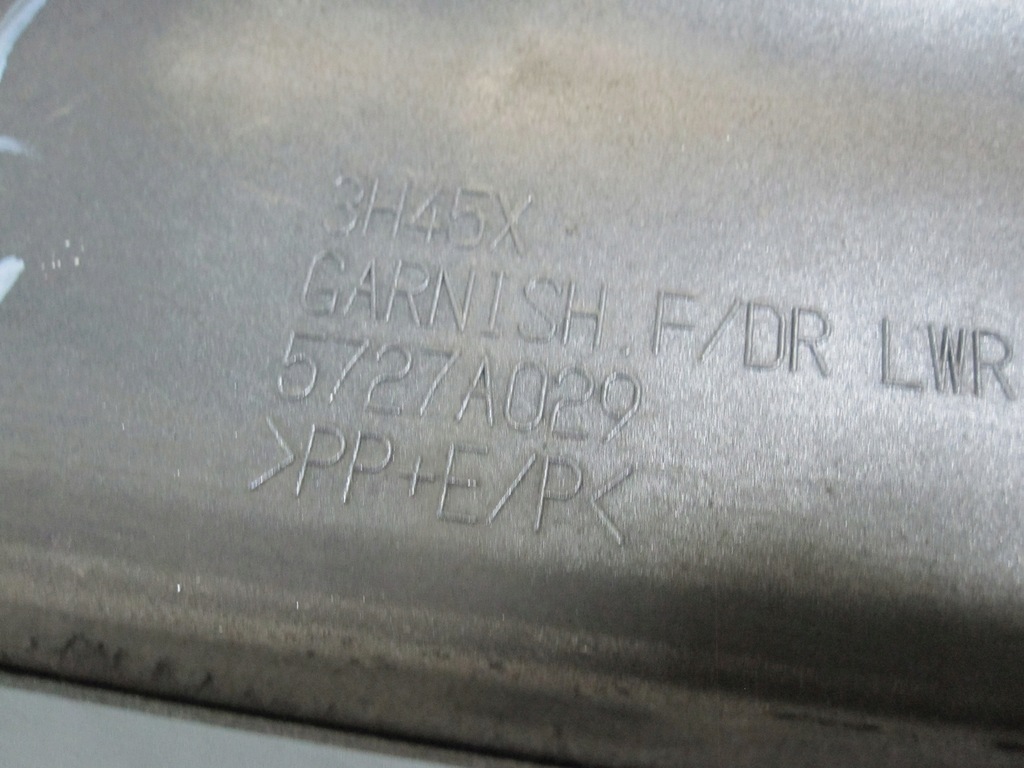 3H45X
GARNISH.F/DR LWR
5727A029
>PP+E/P<